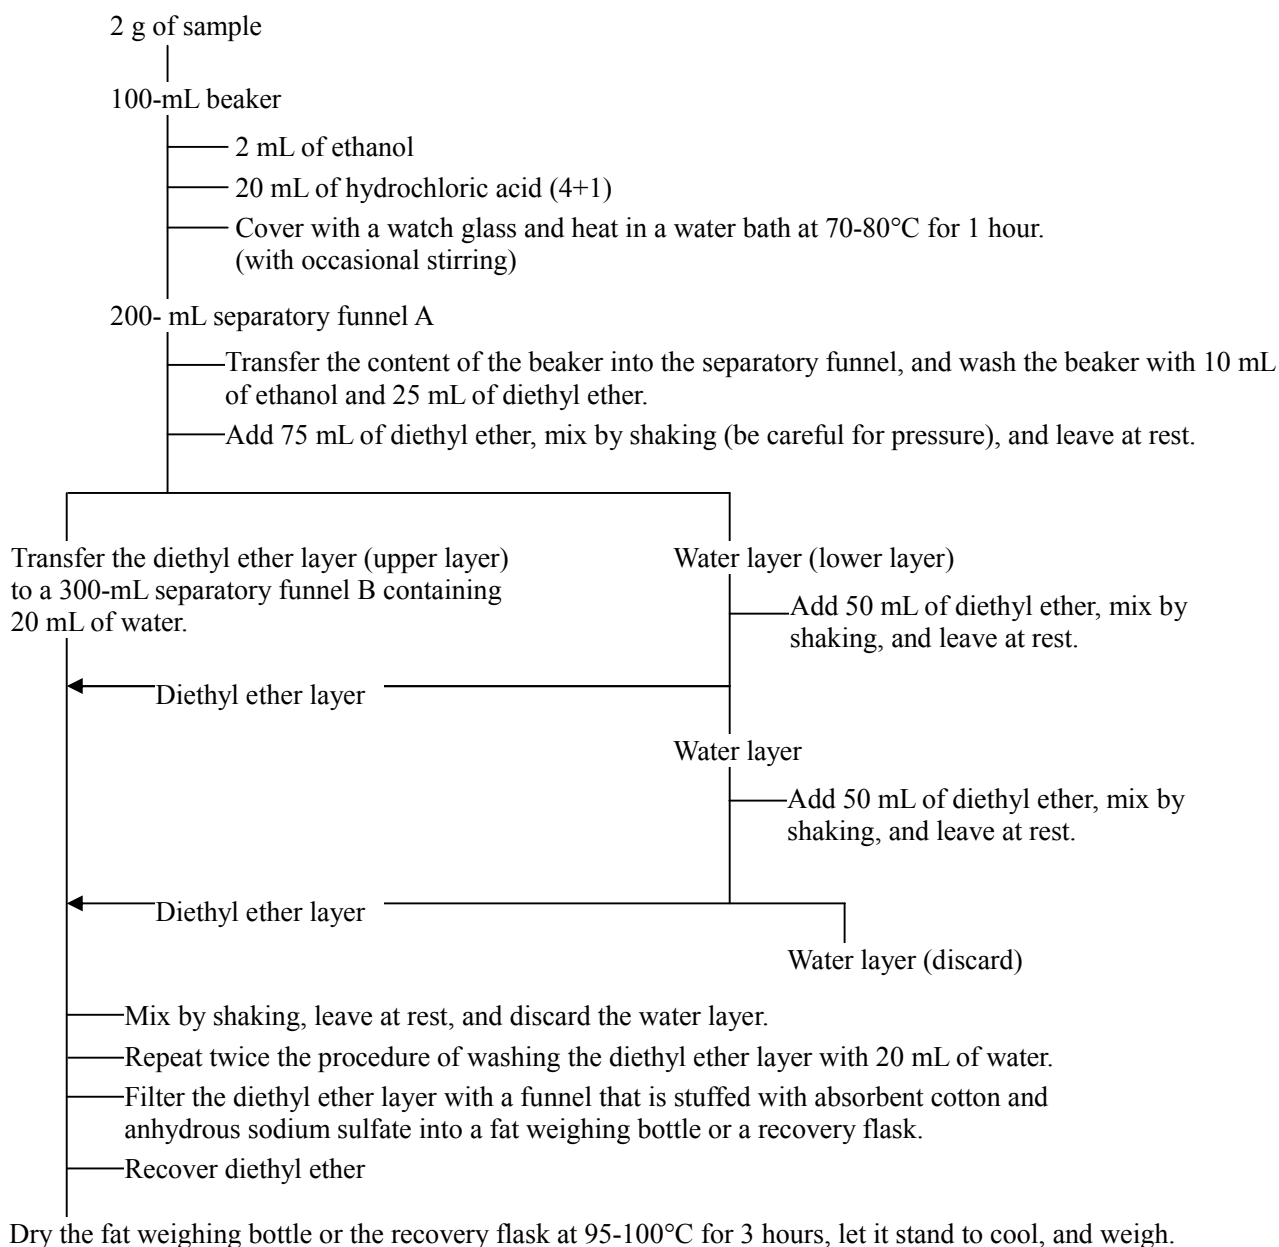 2 g of sample
100-mL beaker
2 mL of ethanol
20 mL of hydrochloric acid (4+1)
Cover with a watch glass and heat in a water bath at 70-80°C for 1 hour.
(with occasional stirring)
200- mL separatory funnel A
Transfer the content of the beaker into the separatory funnel, and wash the beaker with 10 mL
of ethanol and 25 mL of diethyl ether.
Add 75 mL of diethyl ether, mix by shaking (be careful for pressure), and leave at rest.
Transfer the diethyl ether layer (upper layer)
to a 300-mL separatory funnel B containing
20 mL of water.
Water layer (lower layer)
Add 50 mL of diethyl ether, mix by
shaking, and leave at rest.
Diethyl ether layer
Water layer
Add 50 mL of diethyl ether, mix by
shaking, and leave at rest.
Diethyl ether layer
Water layer (discard)
Mix by shaking, leave at rest, and discard the water layer.
Repeat twice the procedure of washing the diethyl ether layer with 20 mL of water.
Filter the diethyl ether layer with a funnel that is stuffed with absorbent cotton and
anhydrous sodium sulfate into a fat weighing bottle or a recovery flask.
Recover diethyl ether
Dry the fat weighing bottle or the recovery flask at 95-100°C for 3 hours, let it stand to cool, and weigh.